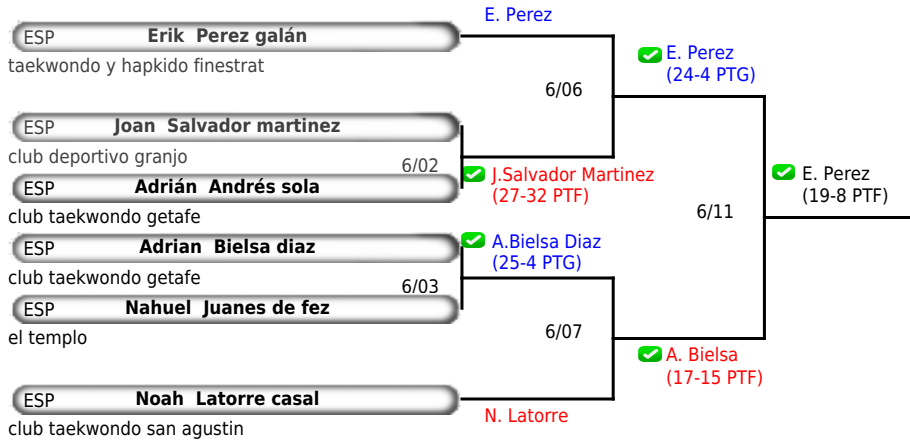 E. Perez
ESP Erik Perez galán
taekwondo y hapkido finestrat
E. Perez
(24-4 PTG)
6/06
ESP Joan Salvador martinez
club deportivo granjo
6/02
J.Salvador Martinez
(27-32 PTF)
ESP Adrián Andrés sola
club taekwondo getafe
E. Perez
(19-8 PTF)
6/11
ESP Adrian Bielsa diaz
club taekwondo getafe
A.Bielsa Diaz
(25-4 PTG)
6/03
ESP Nahuel Juanes de fez
el templo
6/07
A. Bielsa
(17-15 PTF)
ESP Noah Latorre casal
club taekwondo san agustin
N. Latorre